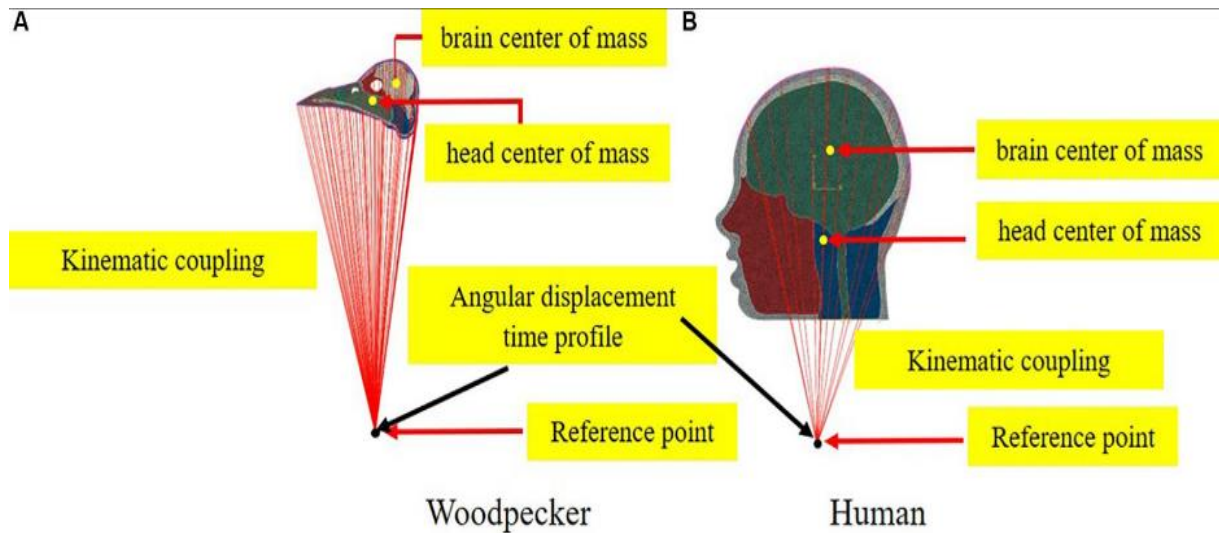 A
brain center of mass
head center of mass
Kinematic coupling
Angular displacement
time profile
Reference point
Woodpecker
B
brain center of mass
head center of mass
Kinematic coupling
Reference point
Human